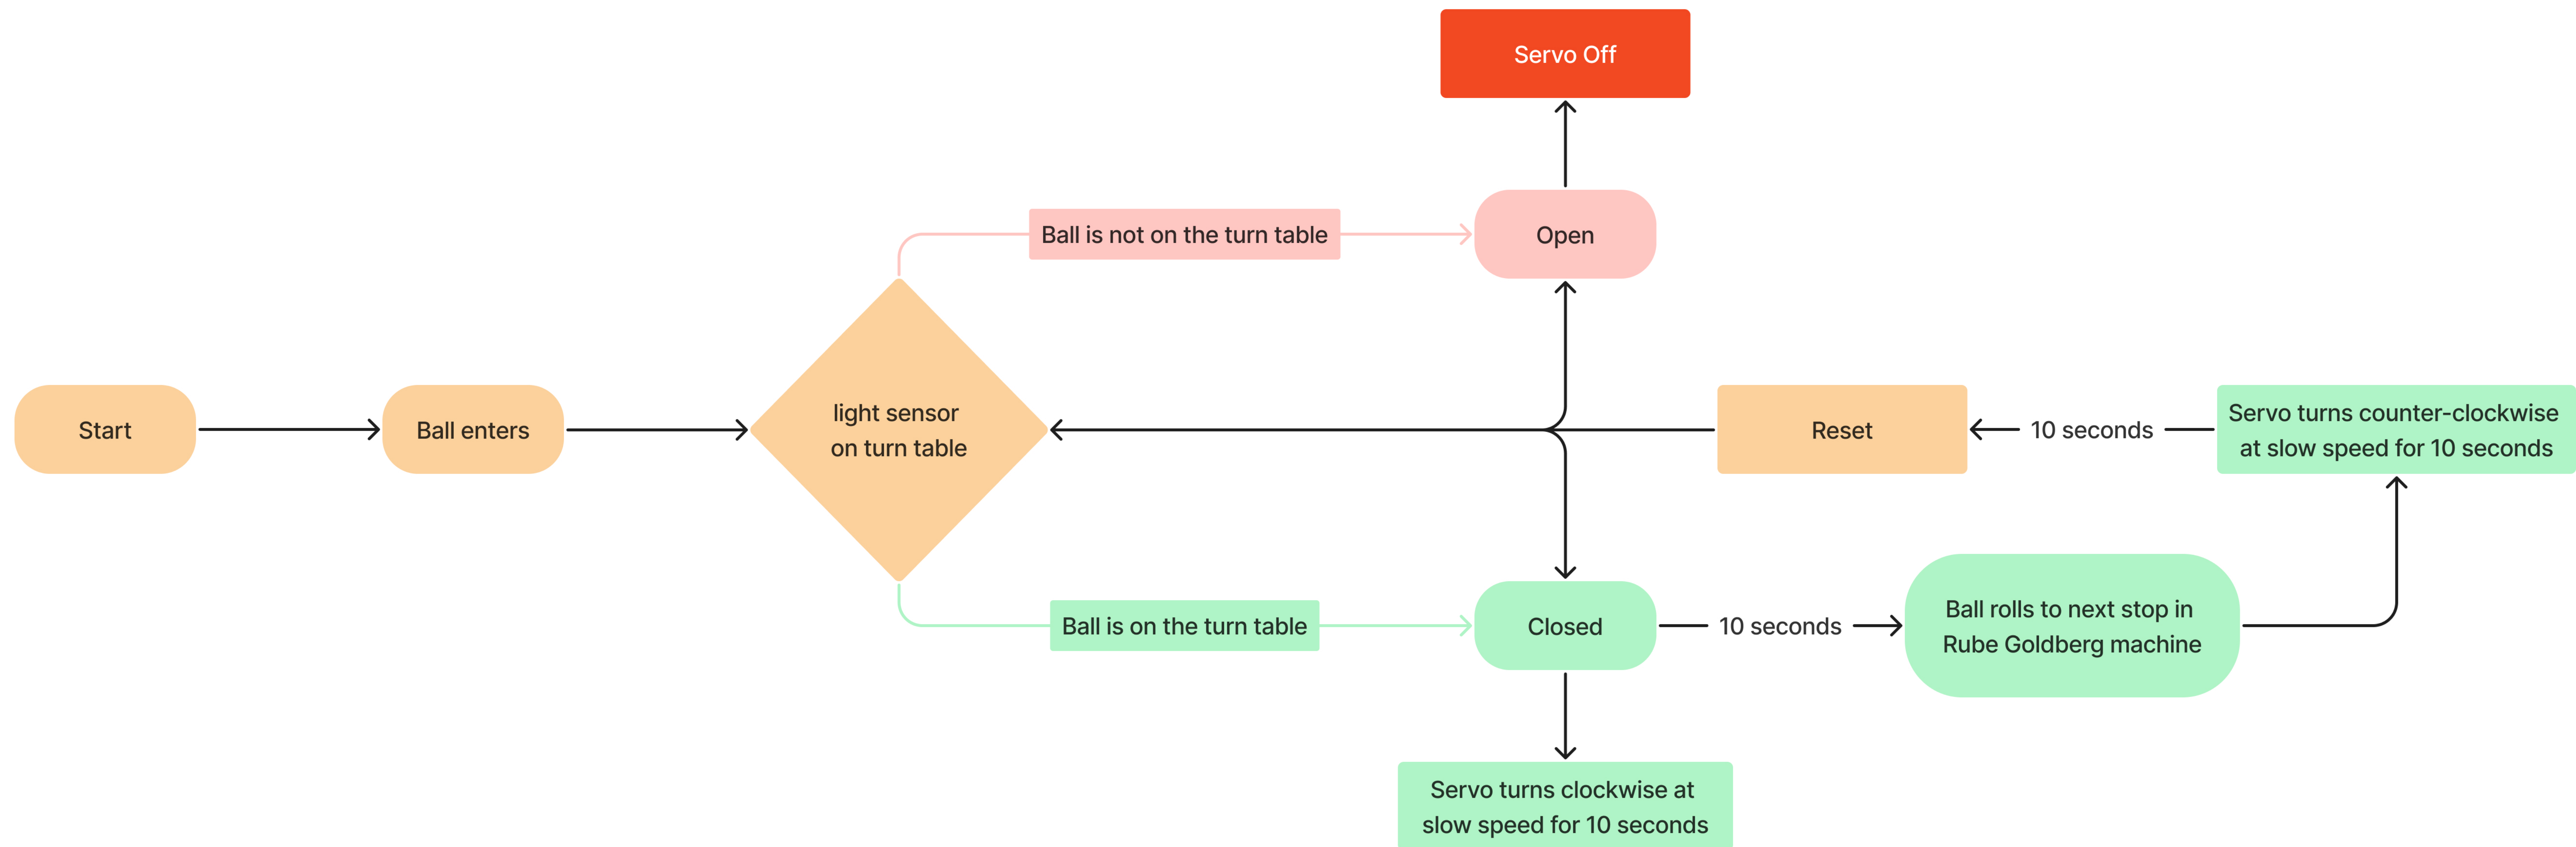 Servo Off
Ball is not on the turn table
Open
Start
Ball enters
light sensor
on turn table
Reset
10 seconds
Servo turns counter-clockwise
at slow speed for 10 seconds
Ball is on the turn table
Closed
10 seconds
Ball rolls to next stop in
Rube Goldberg machine
Servo turns clockwise at
slow speed for 10 seconds